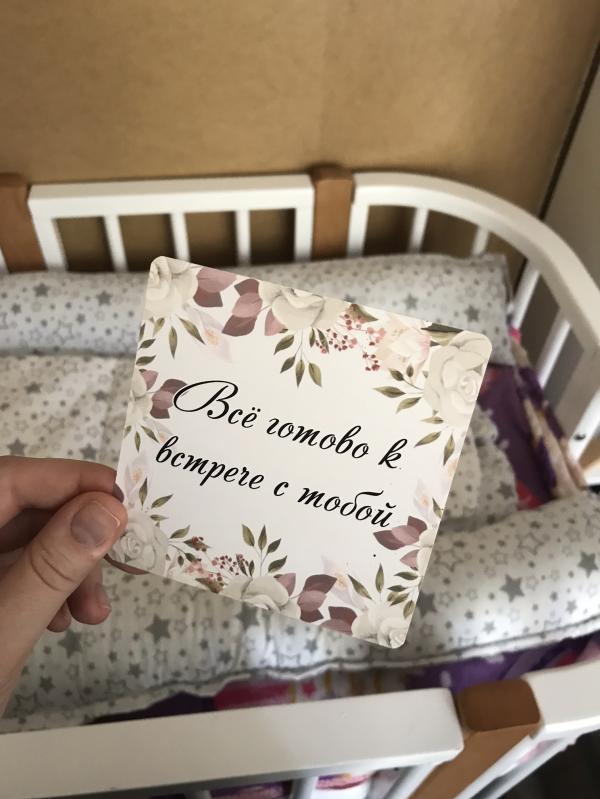 Всё готово к
встрече с тобой